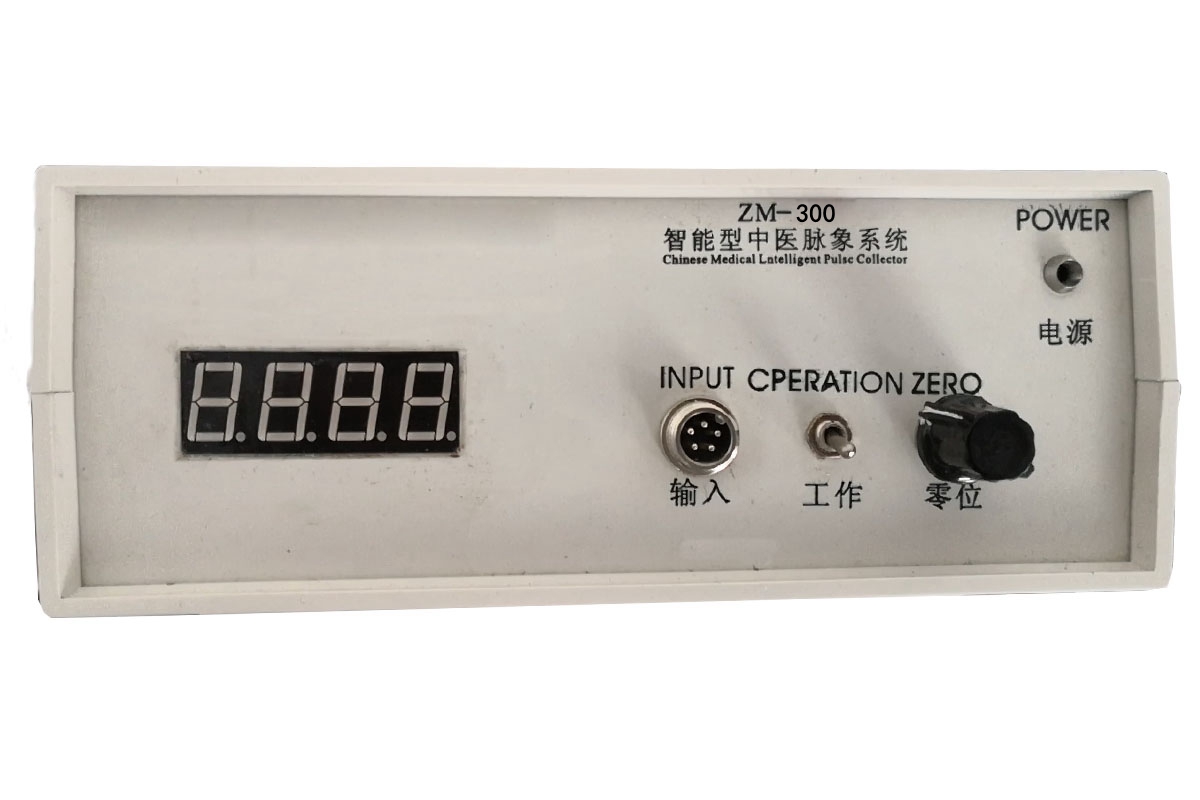 ZM-300
智能型中医脉象系统
Chinese Medical Lntelligent Pulse Collector
POWER
电源
INPUT CPERATION ZERO
输入 工作 零位